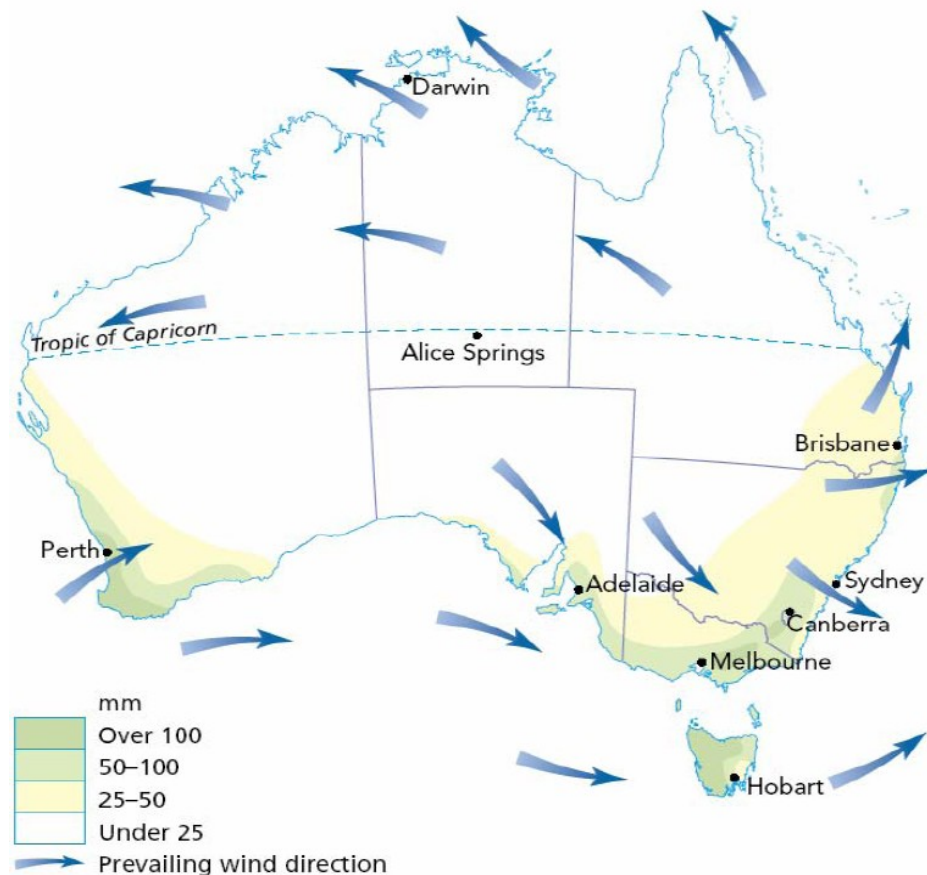 Darwin
Tropic of Capricorn
Alice Springs
Brisbane
Perth
Adelaide
Sydney
Canberra
Melbourne
Hobart
mm
Over 100
50–100
25–50
Under 25
Prevailing wind direction